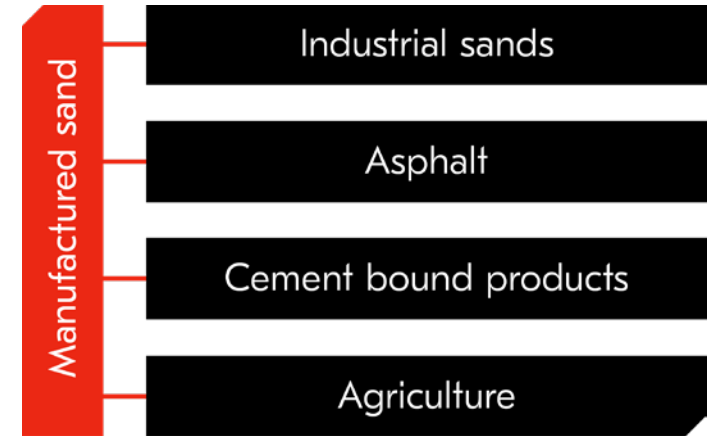 Manufactured sand
Industrial sands
Asphalt
Cement bound products
Agriculture